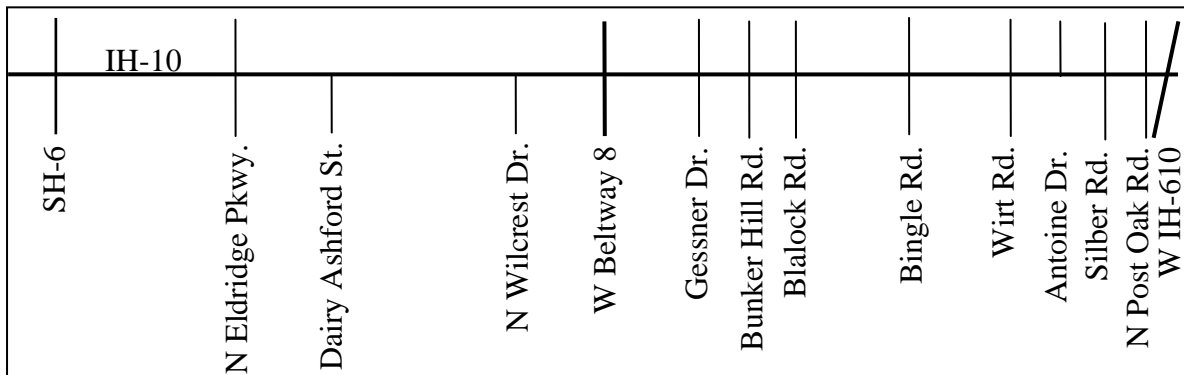 IH-10
SH-6
N Eldridge Pkwy.
Dairy Ashford St.
N Wilcrest Dr.
W Beltway 8
Gessner Dr.
Bunker Hill Rd.
Blalock Rd.
Bingle Rd.
Wirt Rd.
Antoine Dr.
Silber Rd.
N Post Oak Rd.
W IH-610